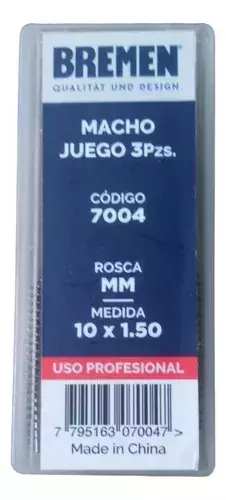 BREMEN®
QUALITÄT UND DESIGN.
MACHO
JUEGO 3Pzs.
CÓDIGO
7004
ROSCA
MM
MEDIDA
10 x 1.50
USO PROFESIONAL
7 795163 070047 >
Made in China